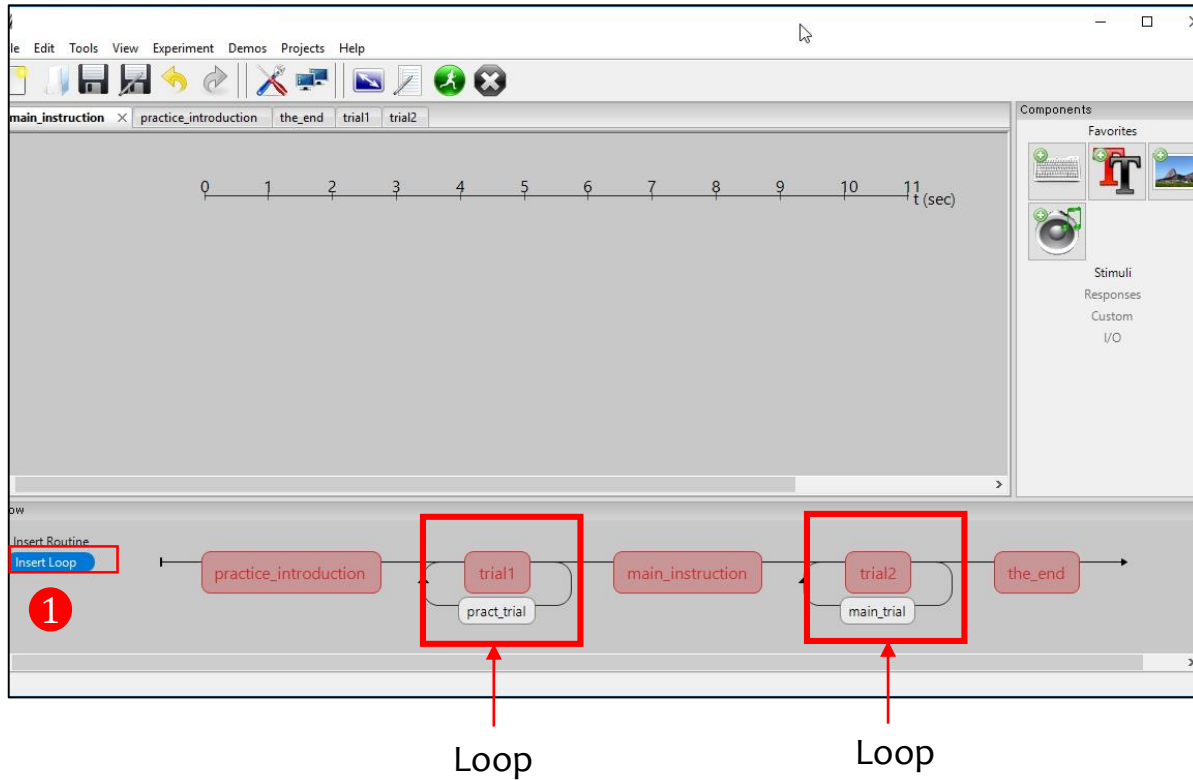 le Edit Tools View Experiment Demos Projects Help
main_instruction practice_introduction the_end trial1 trial2
Components
Favorites
0 1 2 3 4 5 6 7 8 9 10 11
t (sec)
Stimuli
Responses
Custom
I/O
ow
Insert Routine
Insert Loop
1
practice_introduction trial1 main_instruction trial2 the_end
pract_trial main_trial
Loop Loop